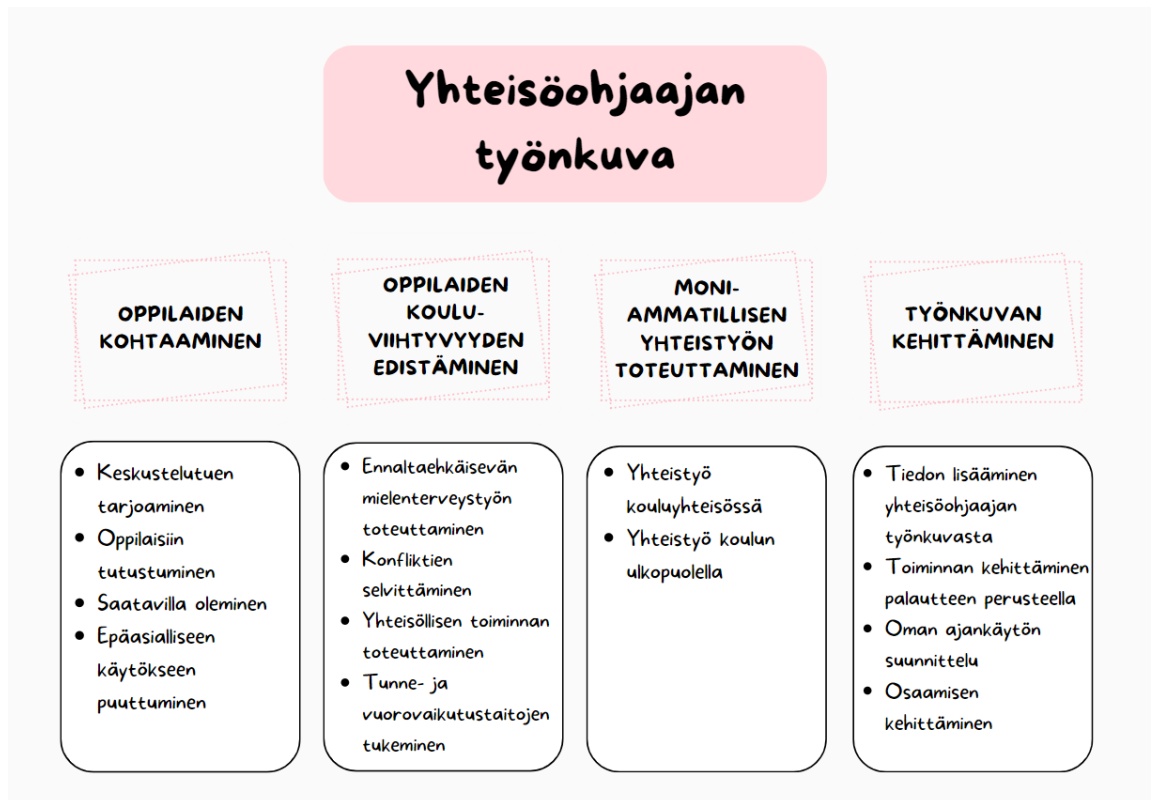 Yhteisöohjaajan
työnkuva
OPPILAIDEN
KOHTAAMINEN
OPPILAIDEN
KOULU-
VIIHTYVYYDEN
EDISTÄMINEN
MONI-
AMMATILLISEN
YHTEISTYÖN
TOTEUTTAMINEN
TYÖNKUVAN
KEHITTÄMINEN
• Keskustelutuen
tarjoaminen
• Oppilaisiin
tutustuminen
• Saatavilla oleminen
• Epäasialliseen
käytökseen
puuttuminen
• Ennaltaehkäisevän
mielenterveystyön
toteuttaminen
• Konfliktien
selvittäminen
• Yhteisöllisen toiminnan
toteuttaminen
• Tunne- ja
vuorovaikutustaitojen
tukeminen
• Yhteistyö
kouluyhteisössä
• Yhteistyö koulun
ulkopuolella
• Tiedon lisääminen
yhteisöohjaajan
työnkuvasta
• Toiminnan kehittäminen
palautteen perusteella
• Oman ajankäytön
suunnittelu
• Osaamisen
kehittäminen